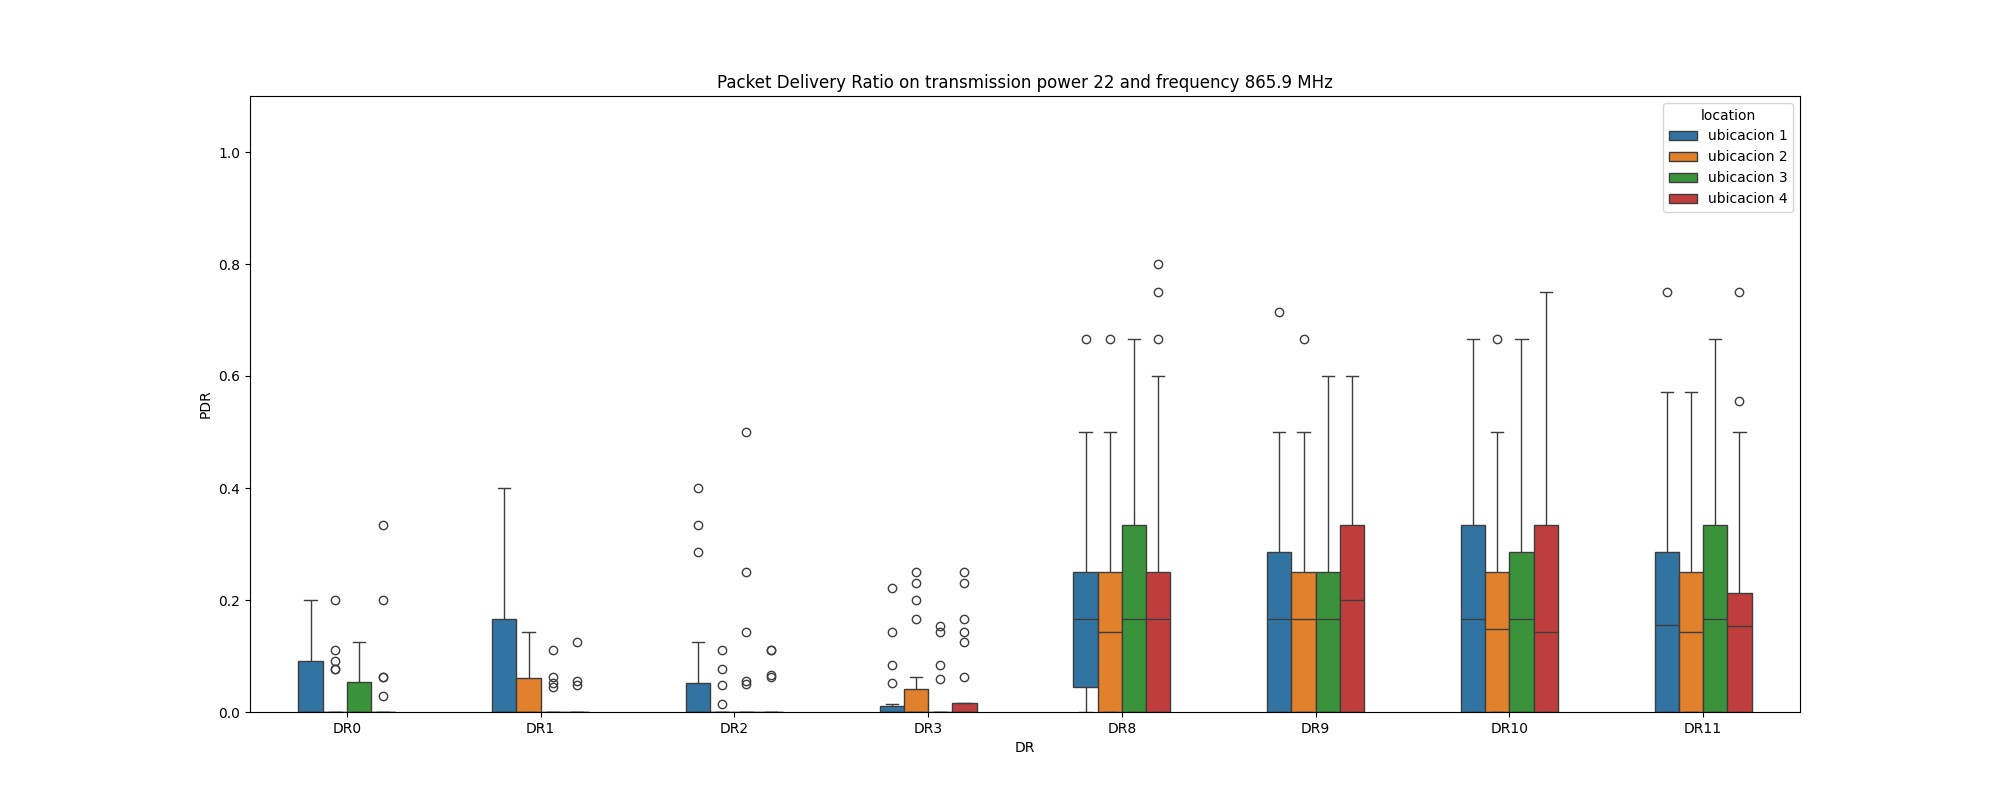 Packet Delivery Ratio on transmission power 22 and frequency 865.9 MHz
location
ubicacion 1
ubicacion 2
ubicacion 3
ubicacion 4
1.0
0.8
0.6
0.4
0.2
0.0
PDR
DR0 DR1 DR2 DR3 DR8 DR9 DR10 DR11
DR